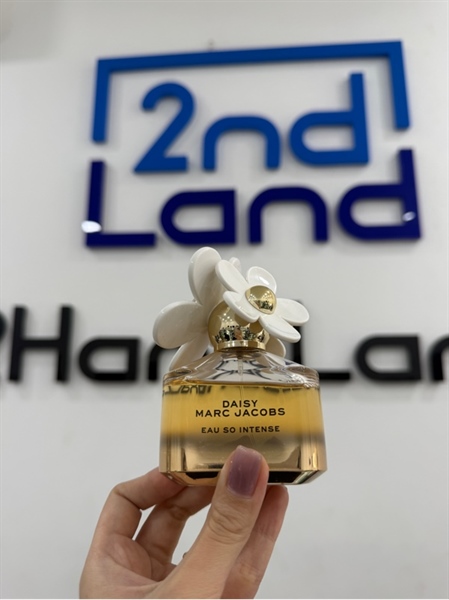 2nd
Land
DAISY
MARC JACOBS
EAU SO INTENSE